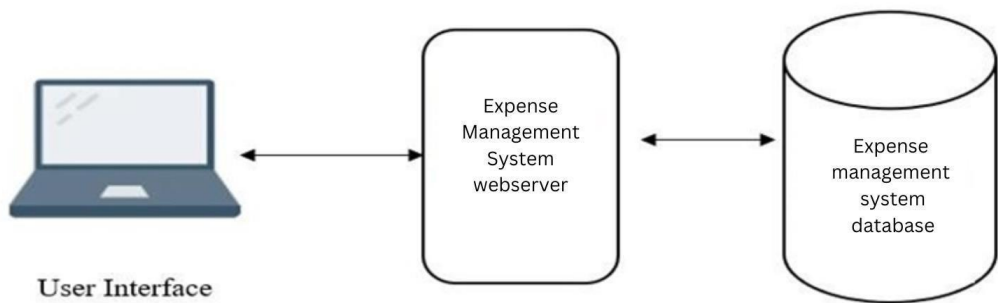 Expense
Management
System
webserver
Expense
management
system
database
User Interface